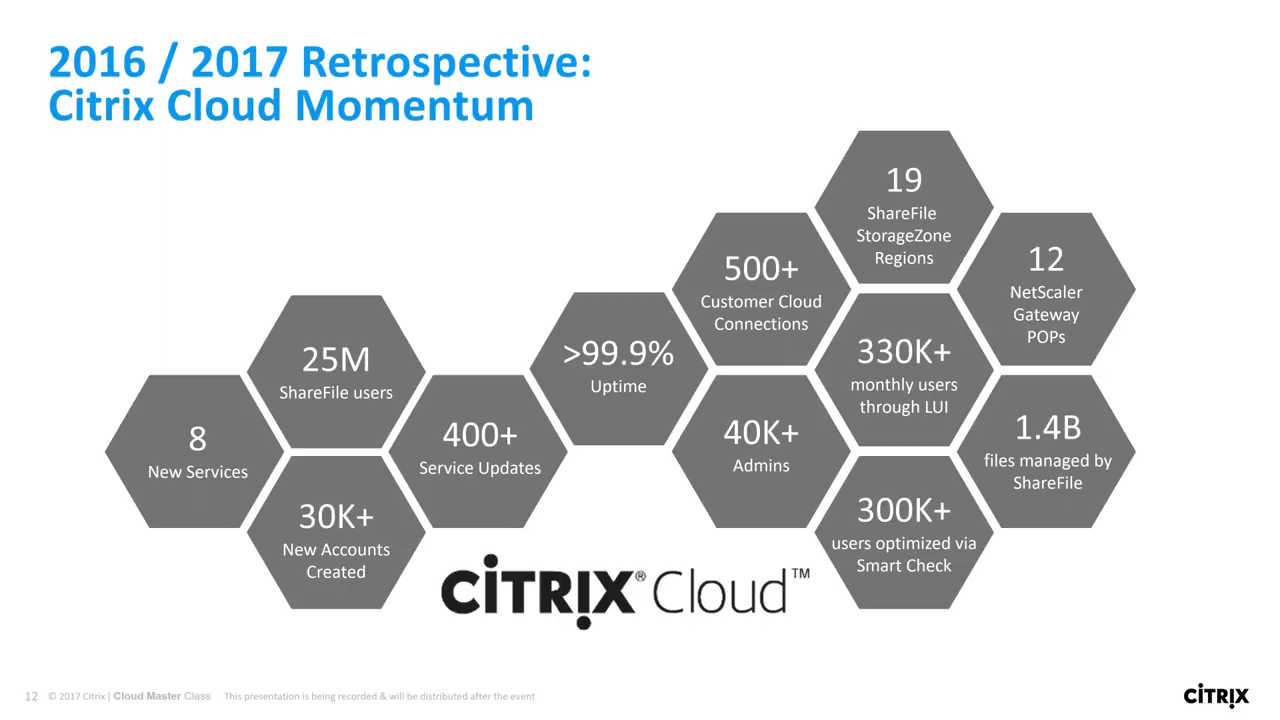 2016 / 2017 Retrospective:
Citrix Cloud Momentum
8
New Services
25M
ShareFile users
30K+
New Accounts
Created
400+
Service Updates
>99.9%
Uptime
500+
Customer Cloud
Connections
40K+
Admins
19
ShareFile
StorageZone
Regions
330K+
monthly users
through LUI
300K+
users optimized via
Smart Check
12
NetScaler
Gateway
POPs
1.4B
files managed by
ShareFile
CITRIX® Cloud™
12 © 2017 Citrix | Cloud Master Class This presentation is being recorded & will be distributed after the event
CITRIX